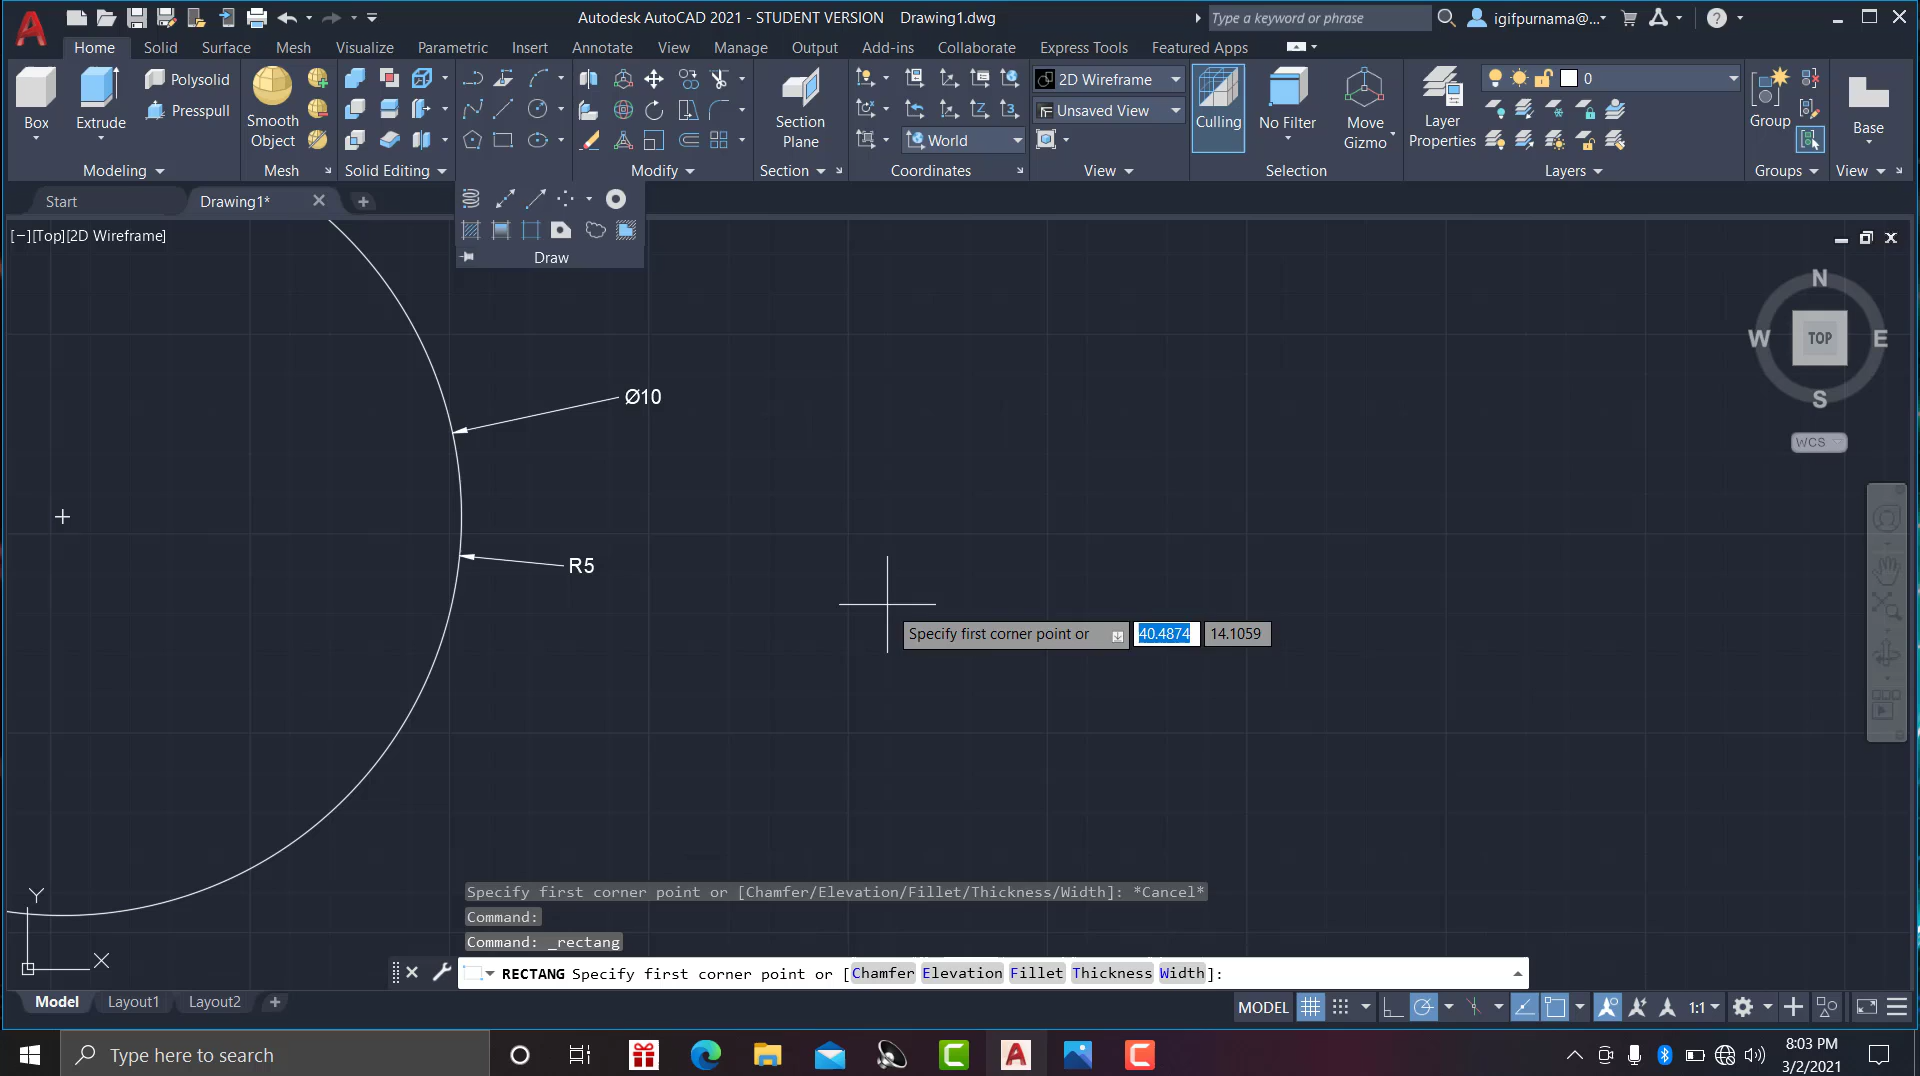 Autodesk AutoCAD 2021 - STUDENT VERSION Drawing1.dwg
Type a keyword or phrase
igifpurnama@...
Home Solid Surface Mesh Visualize Parametric Insert Annotate View Manage Output Add-ins Collaborate Express Tools Featured Apps
Box
Extrude
Polysolid
Presspull
Smooth
Object
Section
Plane
2D Wireframe
Unsaved View
World
Culling
No Filter
Move
Gizmo
Layer
Properties
0
Group
Base
Modeling Mesh Solid Editing Modify Section Coordinates View Selection Layers Groups View
Start
Drawing1*
Draw
[−][Top][2D Wireframe]
N
W TOP E
S
WCS
Ø10
R5
Specify first corner point or 40.4874 14.1059
Y
X
Specify first corner point or [Chamfer/Elevation/Fillet/Thickness/Width]: *Cancel*
Command:
Command: _rectang
RECTANG Specify first corner point or [Chamfer Elevation Fillet Thickness Width]:
Model Layout1 Layout2
MODEL
1:1
Type here to search
8:03 PM
3/2/2021